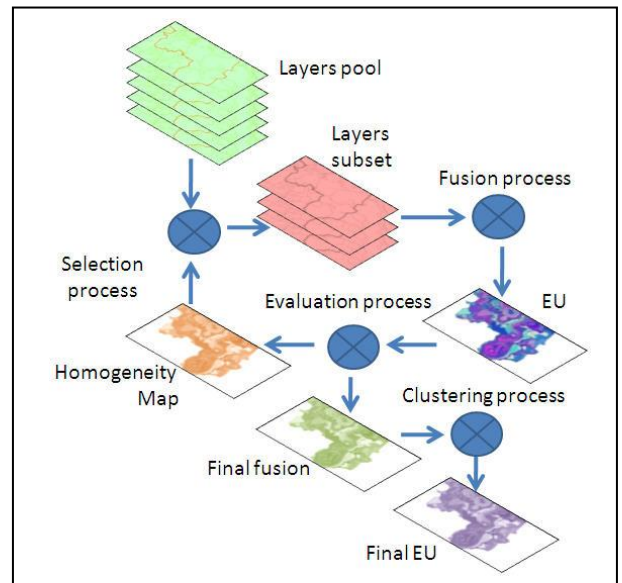 Layers pool
Layers
subset
Fusion process
Selection
process
Evaluation process
EU
Homogeneity
Map
Clustering process
Final fusion
Final EU